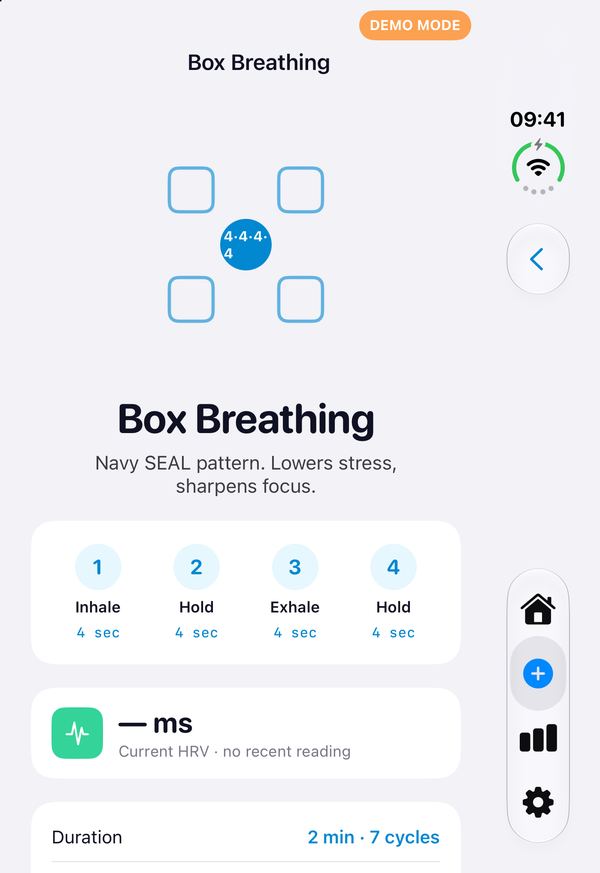 DEMO MODE
Box Breathing
09:41
4·4·4·
4
Box Breathing
Navy SEAL pattern. Lowers stress,
sharpens focus.
1 2 3 4
Inhale Hold Exhale Hold
4 sec 4 sec 4 sec 4 sec
— ms
Current HRV · no recent reading
Duration 2 min · 7 cycles